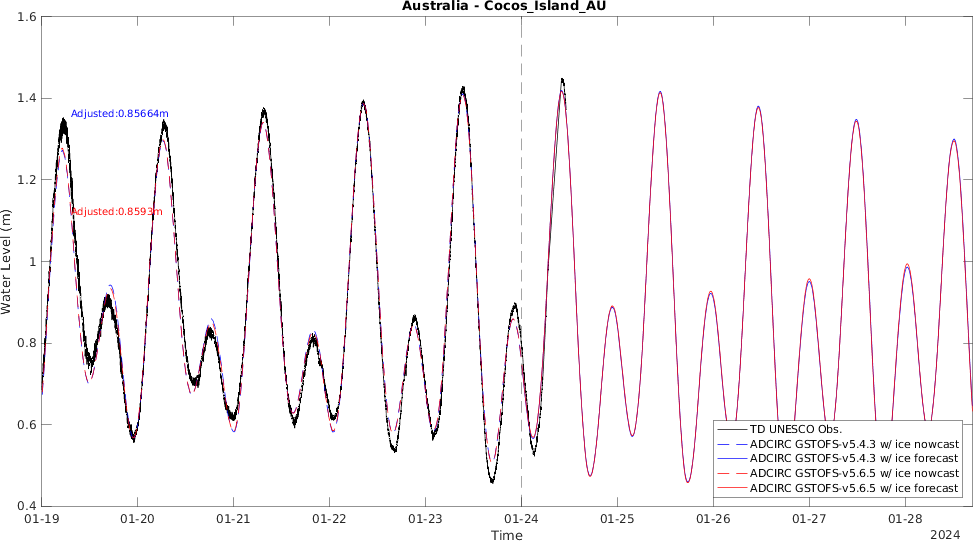 Australia - Cocos_Island_AU
1.6
1.4
1.2
1
0.8
0.6
0.4
Water Level (m)
Adjusted:0.85664m
Adjusted:0.8593m
TD UNESCO Obs.
ADCIRC GSTOFS-v5.4.3 w/ ice nowcast
ADCIRC GSTOFS-v5.4.3 w/ ice forecast
ADCIRC GSTOFS-v5.6.5 w/ ice nowcast
ADCIRC GSTOFS-v5.6.5 w/ ice forecast
01-19 01-20 01-21 01-22 01-23 01-24 01-25 01-26 01-27 01-28
Time
2024